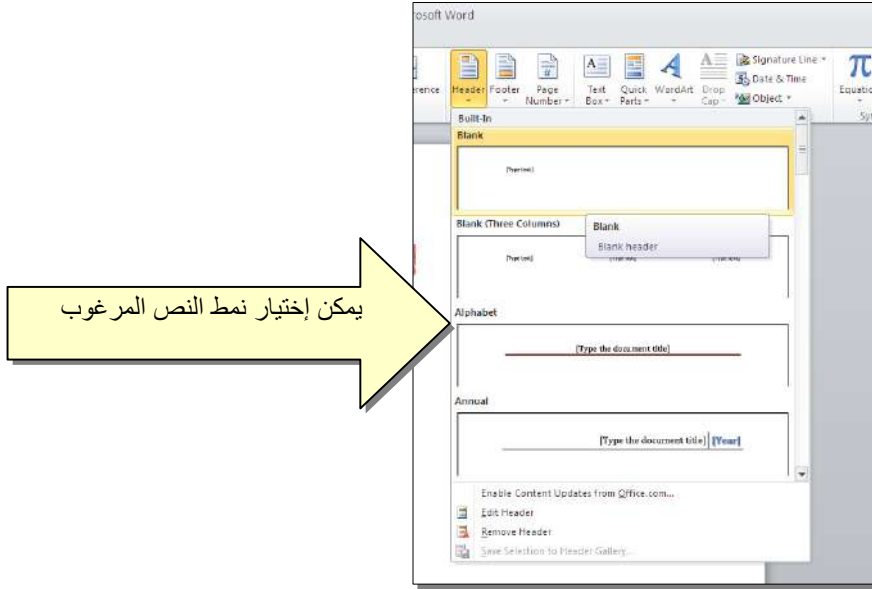 rosoft Word
Signature Line
Date & Time
Object
Header Footer Page Number Text Box Quick Parts WordArt Drop Cap
Built-In
Blank
[Type text]
Blank (Three Columns)
Blank
Blank header
[Type text]
Alphabet
يمكن إختيار نمط النص المرغوب
[Type the document title]
Annual
[Type the document title] [Year]
Enable Content Updates from Office.com...
Edit Header
Remove Header
Save Selection to Header Gallery...